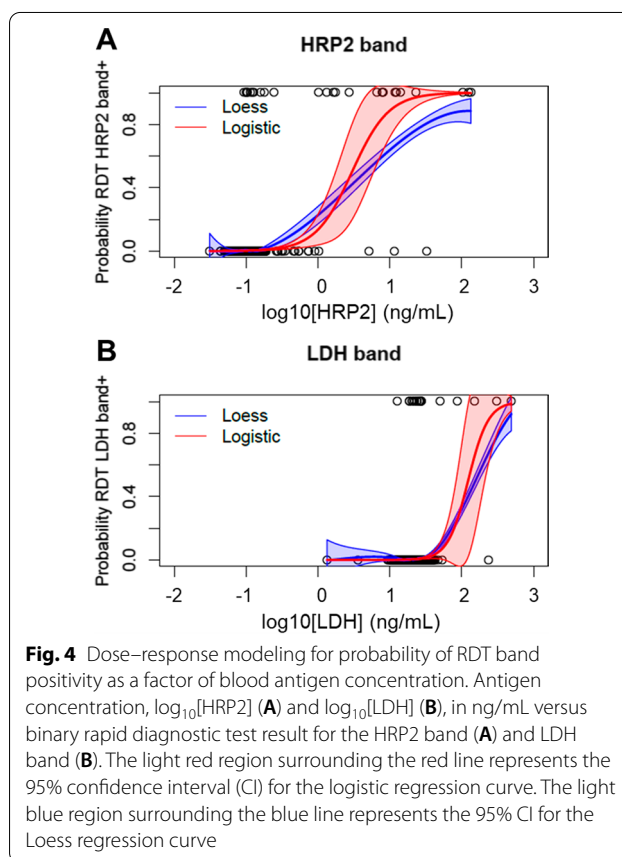 A
HRP2 band
Probability RDT HRP2 band+
0.8
0.4
0.0
Loess
Logistic
-2 -1 0 1 2 3
log10[HRP2] (ng/mL)
B
LDH band
Probability RDT LDH band+
0.8
0.4
0.0
Loess
Logistic
-2 -1 0 1 2 3
log10[LDH] (ng/mL)
Fig. 4 Dose–response modeling for probability of RDT band
positivity as a factor of blood antigen concentration. Antigen
concentration, log10[HRP2] (A) and log10[LDH] (B), in ng/mL versus
binary rapid diagnostic test result for the HRP2 band (A) and LDH
band (B). The light red region surrounding the red line represents the
95% confidence interval (CI) for the logistic regression curve. The light
blue region surrounding the blue line represents the 95% CI for the
Loess regression curve